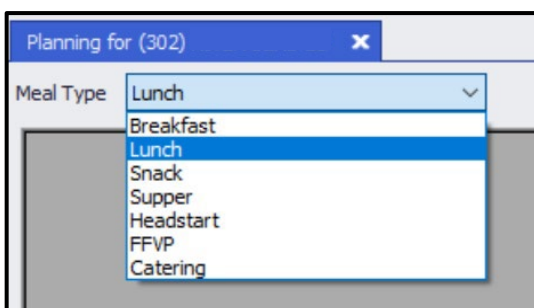 Planning for (302)
Meal Type Lunch
Breakfast
Lunch
Snack
Supper
Headstart
FFVP
Catering